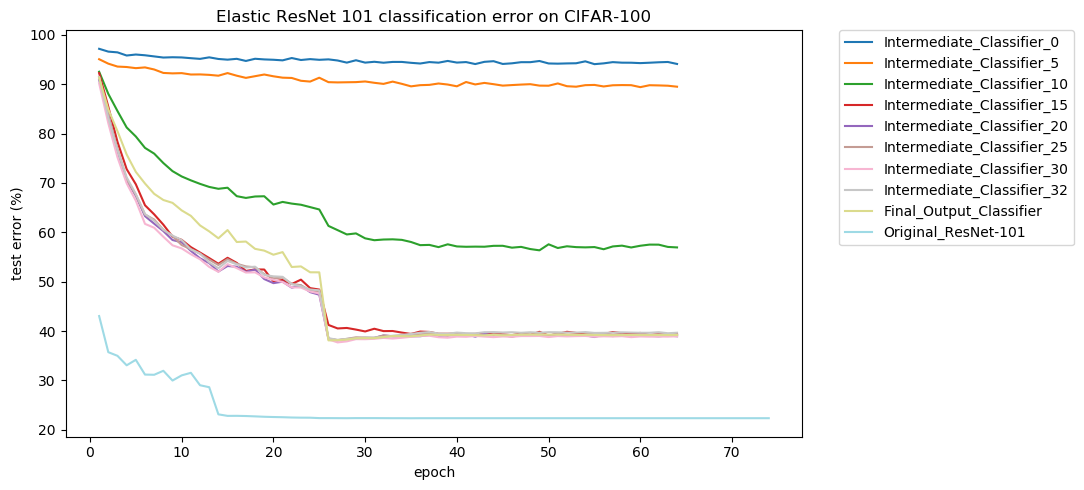 Elastic ResNet 101 classification error on CIFAR-100
100
90
80
70
60
50
40
30
20
test error (%)
0
10
20
30
40
50
60
70
epoch
Intermediate_Classifier_0
Intermediate_Classifier_5
Intermediate_Classifier_10
Intermediate_Classifier_15
Intermediate_Classifier_20
Intermediate_Classifier_25
Intermediate_Classifier_30
Intermediate_Classifier_32
Final_Output_Classifier
Original_ResNet-101